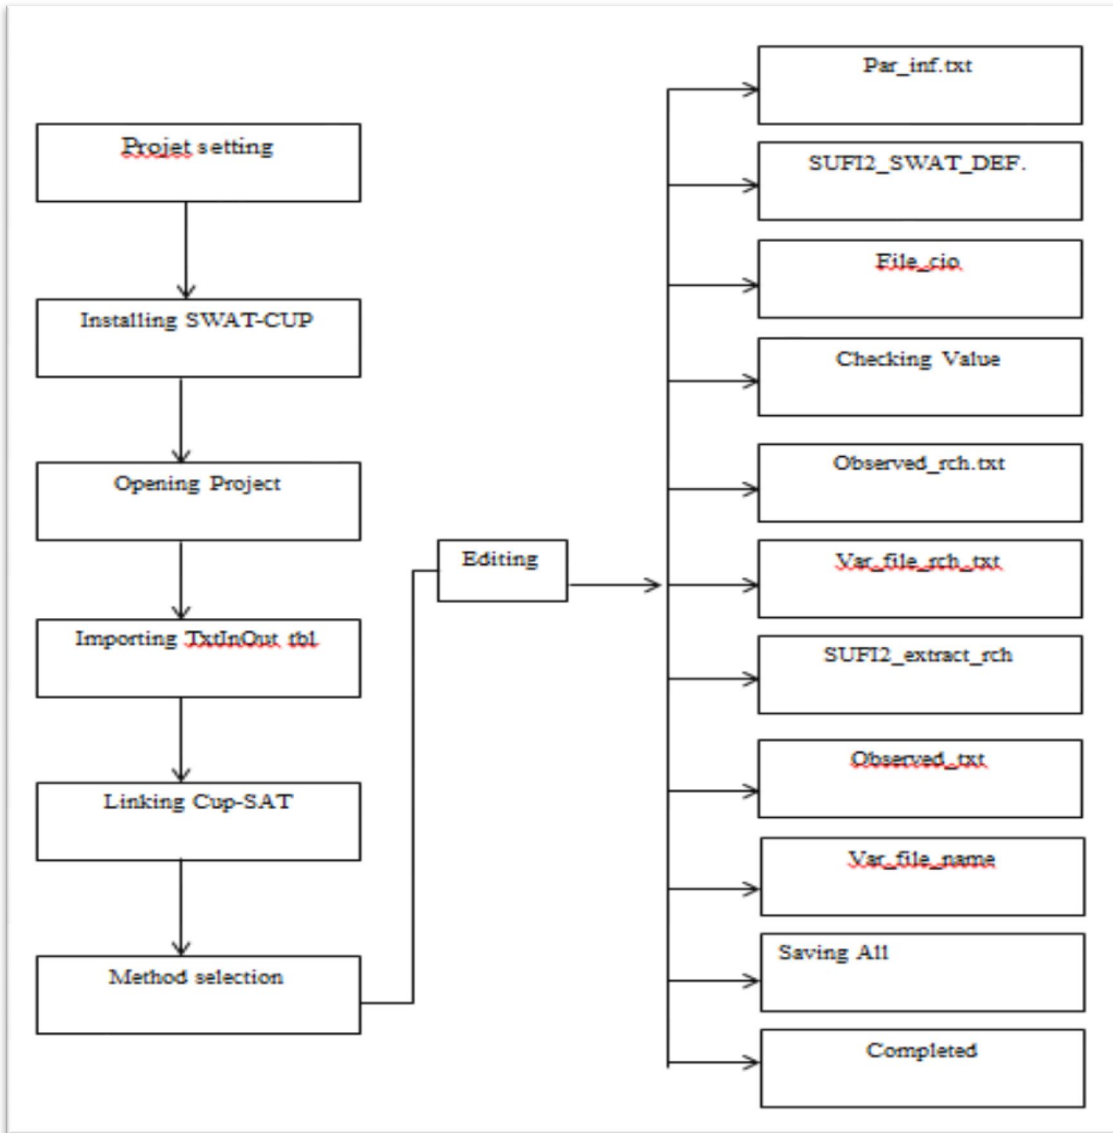 Projet setting
Installing SWAT-CUP
Opening Project
Importing TxtInOut tbl
Linking Cup-SAT
Method selection
Editing
Par_inf.txt
SUFI2_SWAT_DEF.
File_cio
Checking Value
Observed_rch.txt
Var_file_rch_txt
SUFI2_extract_rch
Observed_txt
Var_file_name
Saving All
Completed